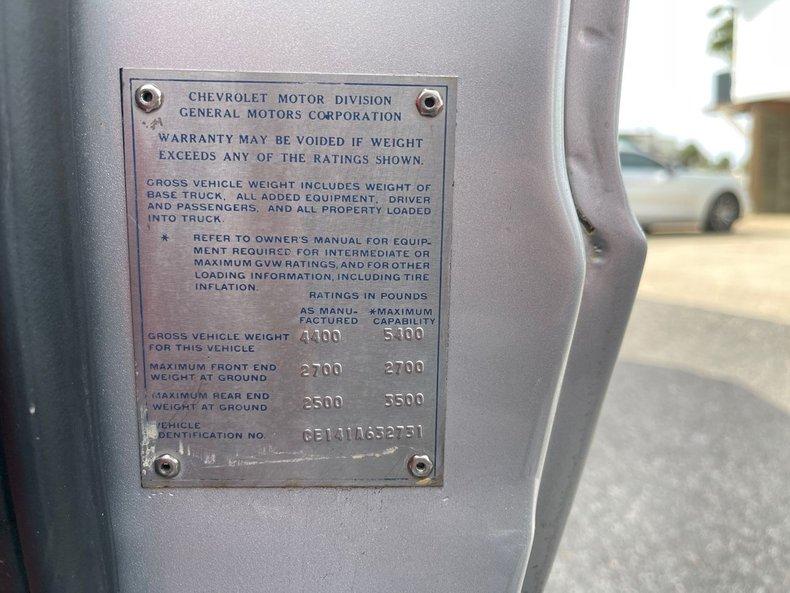 CHEVROLET MOTOR DIVISION
GENERAL MOTORS CORPORATION
WARRANTY MAY BE VOIDED IF WEIGHT
EXCEEDS ANY OF THE RATINGS SHOWN.
GROSS VEHICLE WEIGHT INCLUDES WEIGHT OF
BASE TRUCK, ALL ADDED EQUIPMENT, DRIVER
AND PASSENGERS, AND ALL PROPERTY LOADED
INTO TRUCK.
* REFER TO OWNER'S MANUAL FOR EQUIP-
MENT REQUIRED FOR INTERMEDIATE OR
MAXIMUM GVW RATINGS, AND FOR OTHER
LOADING INFORMATION, INCLUDING TIRE
INFLATION.
RATINGS IN POUNDS
AS MANU- *MAXIMUM
FACTURED CAPABILITY
GROSS VEHICLE WEIGHT 4400 5400
FOR THIS VEHICLE
MAXIMUM FRONT END 2700 2700
WEIGHT AT GROUND
MAXIMUM REAR END 2500 3500
WEIGHT AT GROUND
VEHICLE
IDENTIFICATION NO. CE141A632731